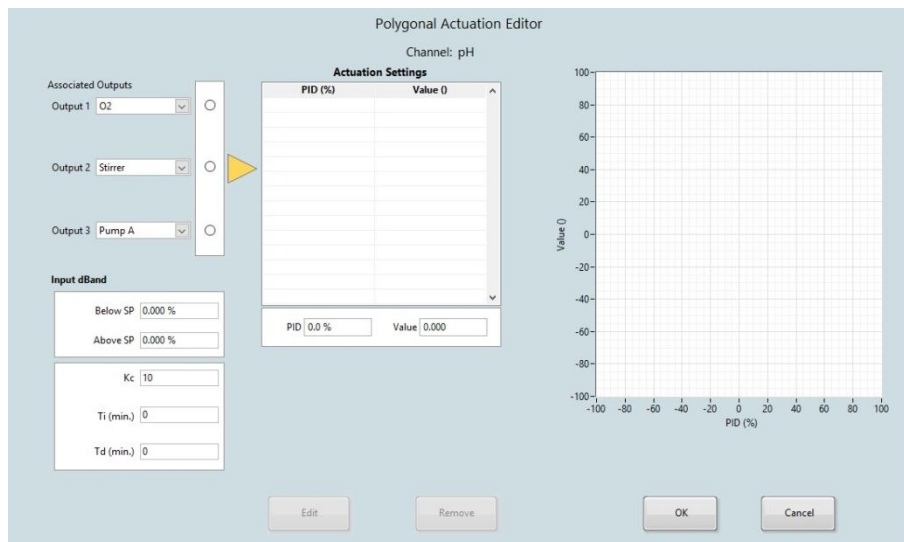 Polygonal Actuation Editor
Channel: pH
Associated Outputs
Output 1 O2
Output 2 Stirrer
Output 3 Pump A
Input dBand
Below SP 0.000 %
Above SP 0.000 %
Kc 10
Ti (min.) 0
Td (min.) 0
Actuation Settings
PID (%) Value ()
PID 0.0 % Value 0.000
Value ()
100
80
60
40
20
0
-20
-40
-60
-80
-100
-100 -80 -60 -40 -20 0 20 40 60 80 100
PID (%)
Edit Remove OK Cancel